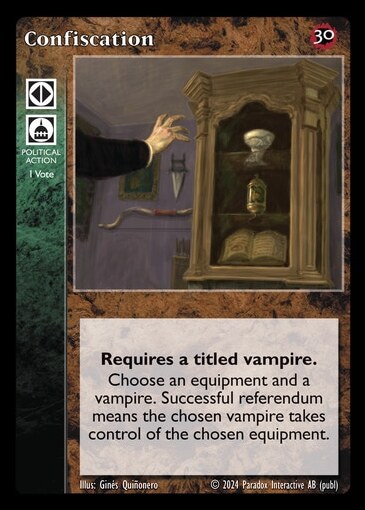 Confiscation
30
POLITICAL
ACTION
1 Vote
Requires a titled vampire.
Choose an equipment and a
vampire. Successful referendum
means the chosen vampire takes
control of the chosen equipment.
Illus: Ginés Quiñonero
© 2024 Paradox Interactive AB (publ)